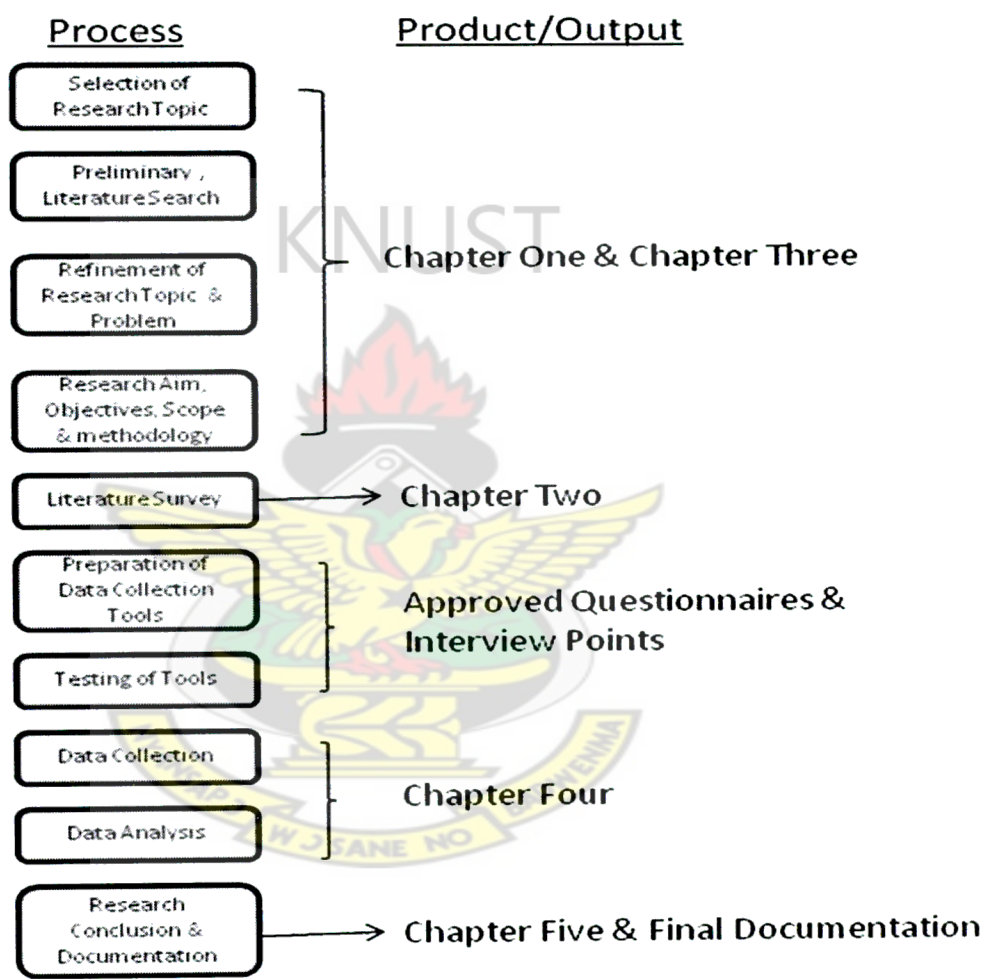 Process
Product/Output
Selection of
Research Topic
Preliminary ,
Literature Search
Refinement of
Research Topic &
Problem
Research Aim,
Objectives, Scope
& methodology
Chapter One & Chapter Three
Literature Survey
Chapter Two
Preparation of
Data Collection
Tools
Testing of Tools
Approved Questionnaires &
Interview Points
Data Collection
Data Analysis
Chapter Four
Research
Conclusion &
Documentation
Chapter Five & Final Documentation
KNUST
W JSANE NO